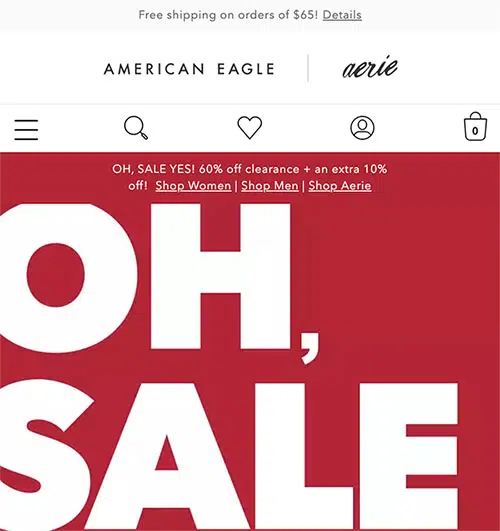 Free shipping on orders of $65! Details
AMERICAN EAGLE | aerie
0
OH, SALE YES! 60% off clearance + an extra 10%
off! Shop Women | Shop Men | Shop Aerie
OH,
SALE